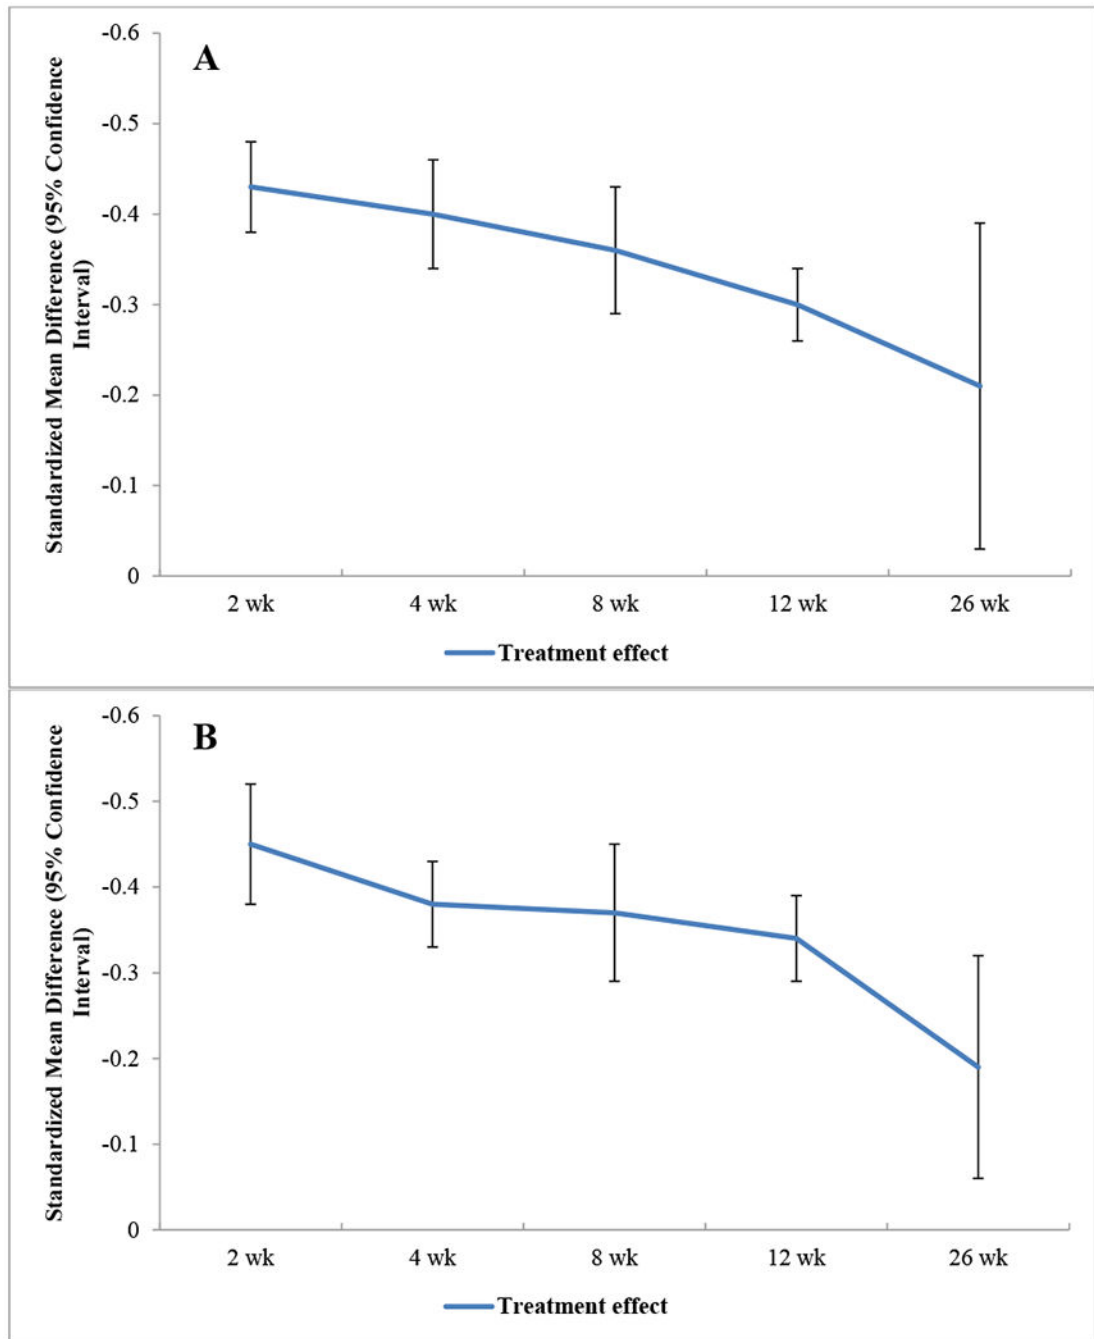 A
Standardized Mean Difference (95% Confidence
Interval)
-0.6
-0.5
-0.4
-0.3
-0.2
-0.1
0
2 wk 4 wk 8 wk 12 wk 26 wk
Treatment effect
B
Standardized Mean Difference (95% Confidence
Interval)
-0.6
-0.5
-0.4
-0.3
-0.2
-0.1
0
2 wk 4 wk 8 wk 12 wk 26 wk
Treatment effect